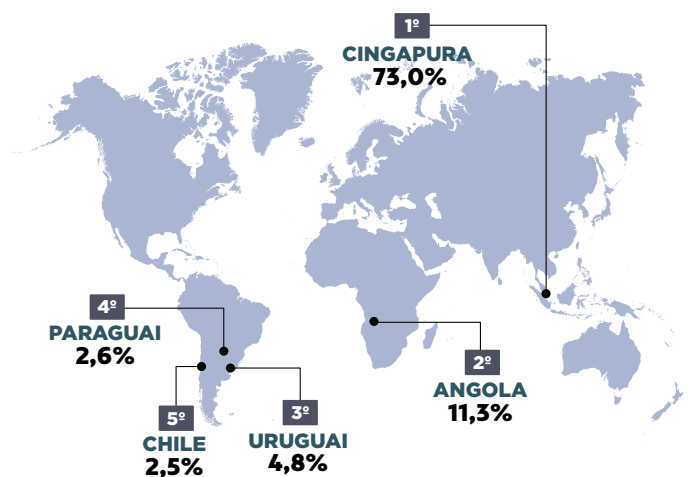 1º
CINGAPURA
73,0%
2º
ANGOLA
11,3%
3º
URUGUAI
4,8%
4º
PARAGUAI
2,6%
5º
CHILE
2,5%